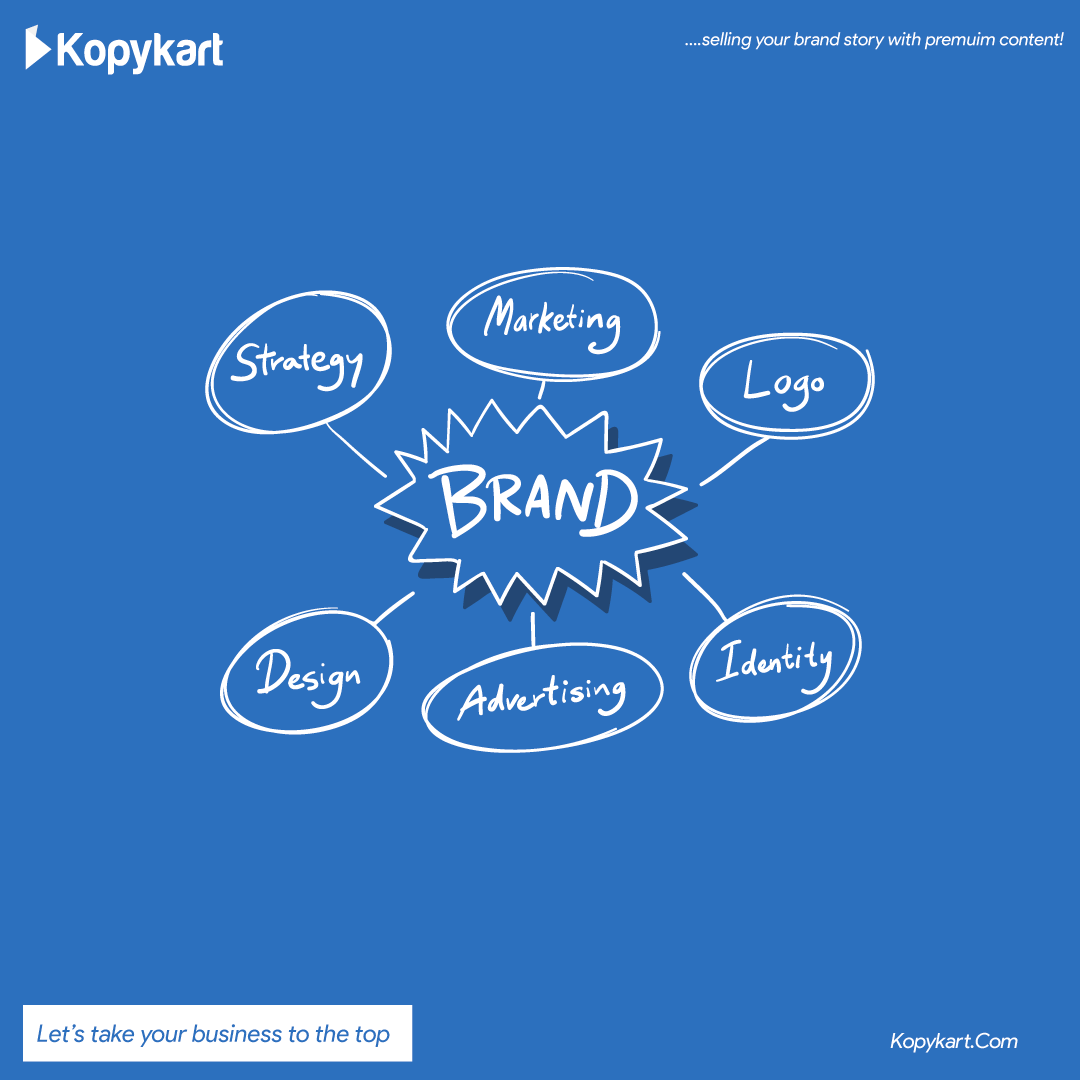 Kopykart
....selling your brand story with premuim content!
Strategy
Marketing
Logo
BRAND
Design
Advertising
Identity
Let's take your business to the top
Kopykart.Com